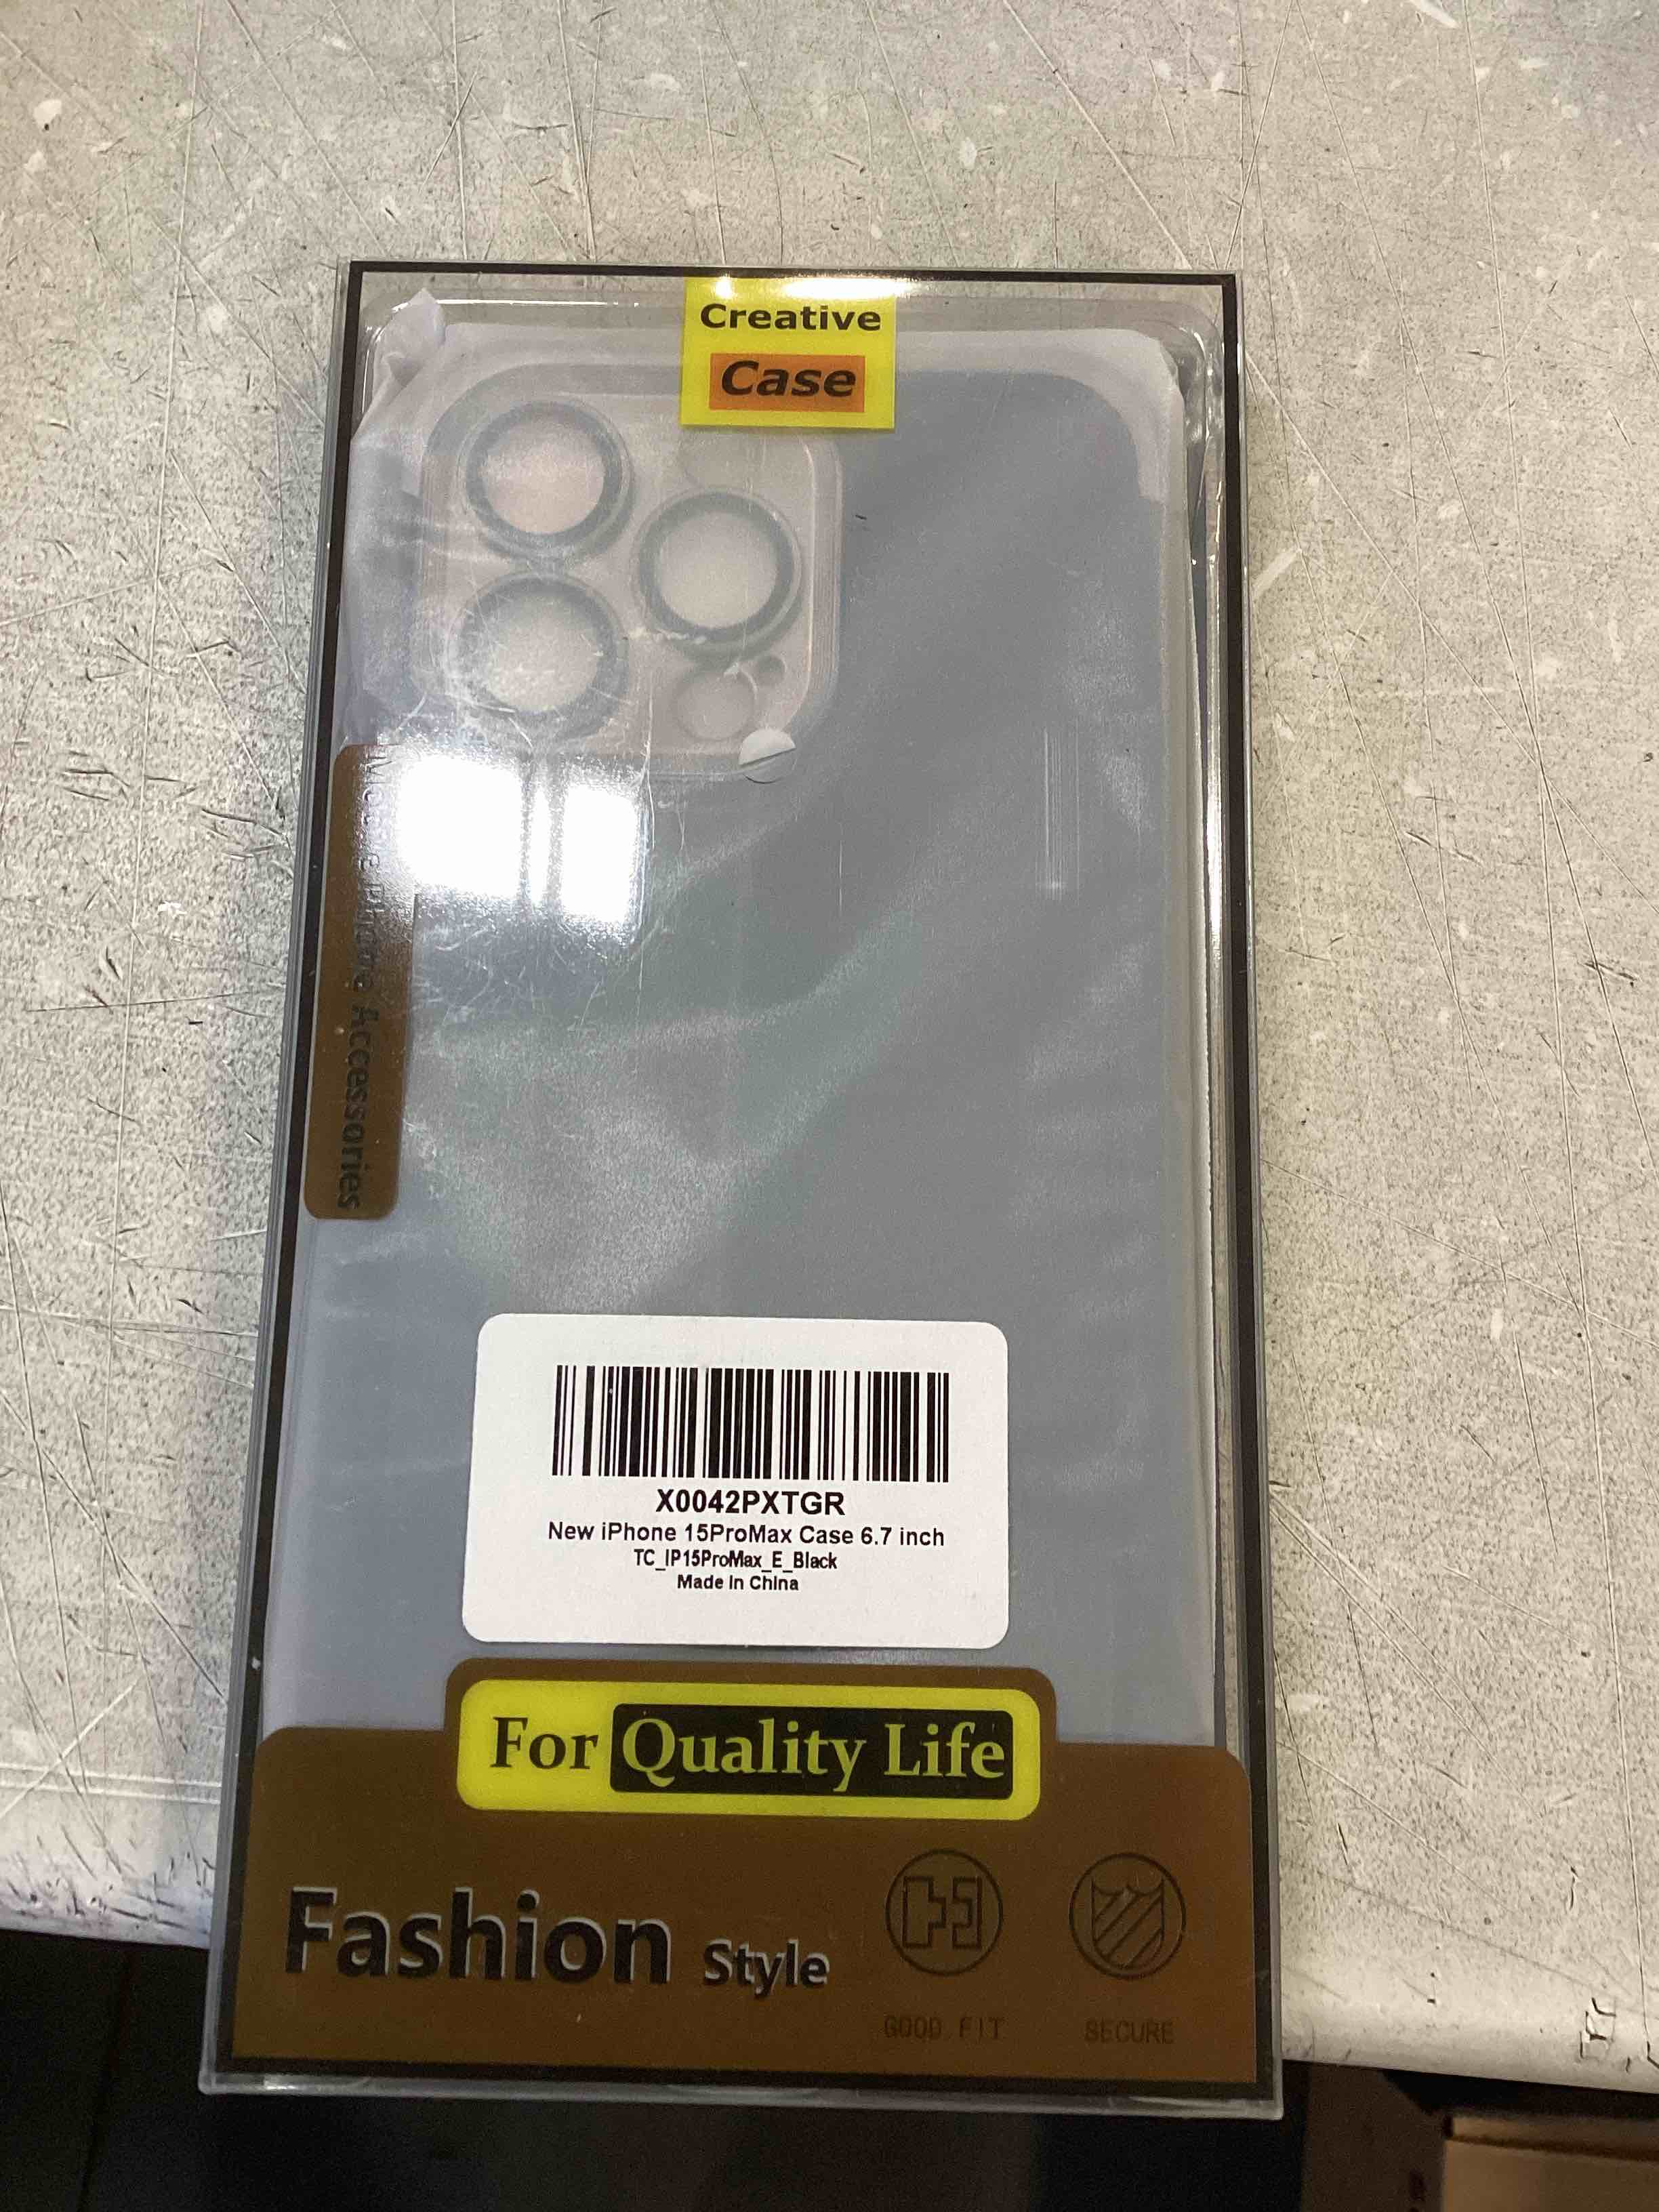 Creative
Case
Phone Accessories
X0042PXTGR
New iPhone 15ProMax Case 6.7 inch
TC_IP15ProMax_E_Black
Made In China
For Quality Life
Fashion Style
GOOD FIT
SECURE